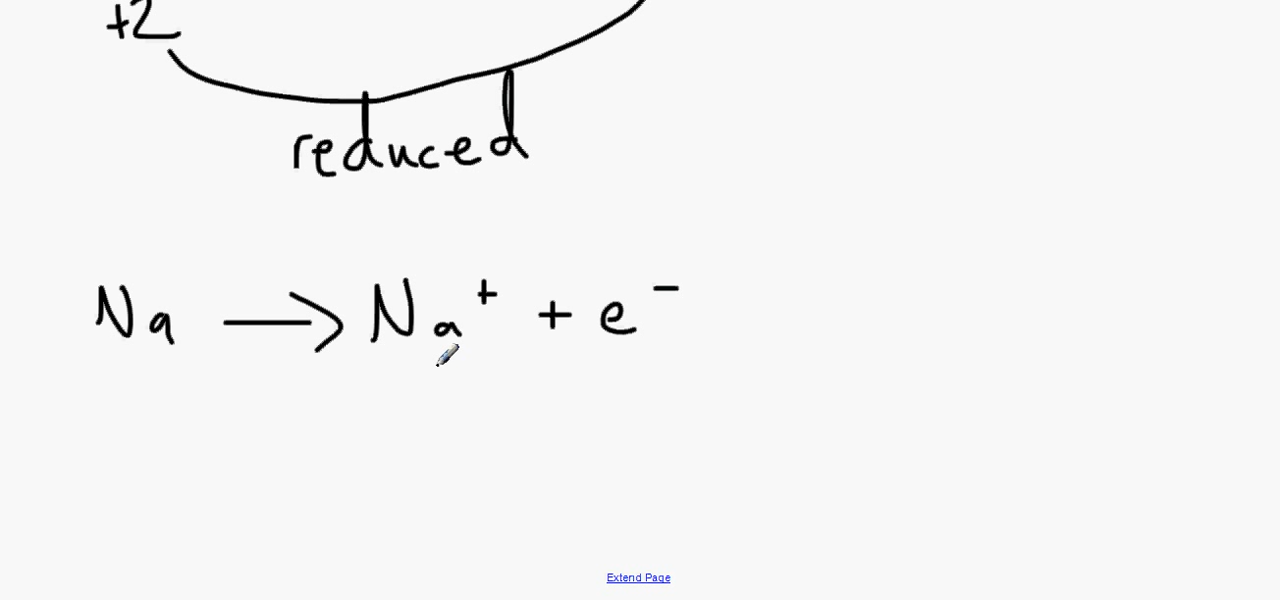 +2
reduced
Na → Na⁺ + e⁻
Extend Page